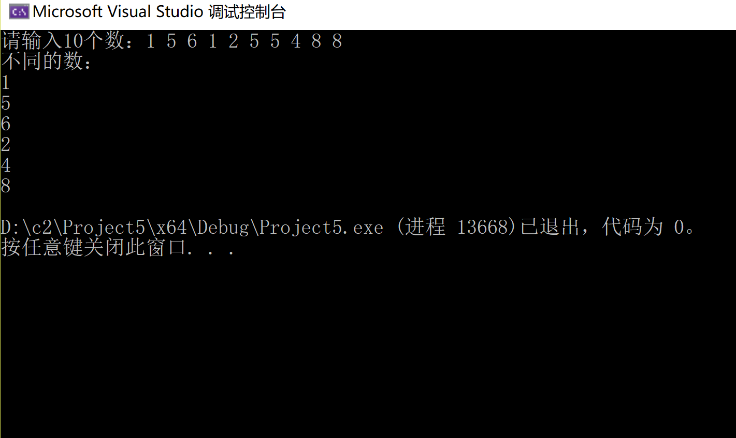 Microsoft Visual Studio 调试控制台
请输入10个数：1 5 6 1 2 5 5 4 8 8
不同的数：
1
5
6
2
4
8
D:\c2\Project5\x64\Debug\Project5.exe (进程 13668)已退出，代码为 0。
按任意键关闭此窗口. . .